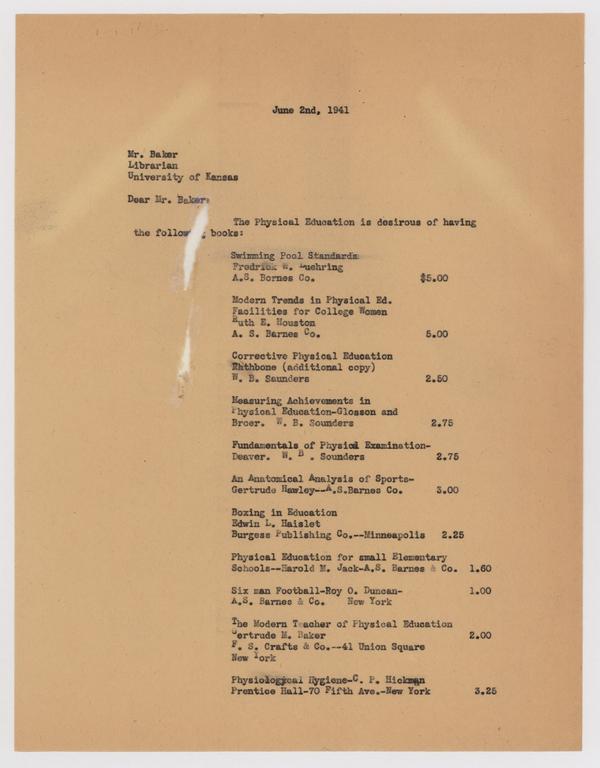 June 2nd, 1941
Mr. Baker
Librarian
University of Kansas
Dear Mr. Baker:
The Physical Education is desirous of having
the following books:
Swimming Pool Standards
Fredrick W. Luehring
A.S. Bornes Co. $5.00
Modern Trends in Physical Ed.
Facilities for College Women
Ruth E. Houston
A. S. Barnes Co. 5.00
Corrective Physical Education
Rhthbone (additional copy)
W. B. Saunders 2.50
Measuring Achievements in
Physical Education-Glosson and
Broer. W. B. Sounders 2.75
Fundamentals of Physical Examination-
Deaver. W. B . Sounders 2.75
An Anatomical Analysis of Sports-
Gertrude Hawley--A.S.Barnes Co. 3.00
Boxing in Education
Edwin L. Haislet
Burgess Publishing Co.--Minneapolis 2.25
Physical Education for small Elementary
Schools--Harold M. Jack-A.S. Barnes & Co. 1.60
Six man Football-Roy O. Duncan- 1.00
A.S. Barnes & Co. New York
The Modern Teacher of Physical Education
Gertrude M. Baker 2.00
F. S. Crafts & Co.--41 Union Square
New York
Physiological Hygiene-C. P. Hickman
Prentice Hall-70 Fifth Ave.-New York 3.25